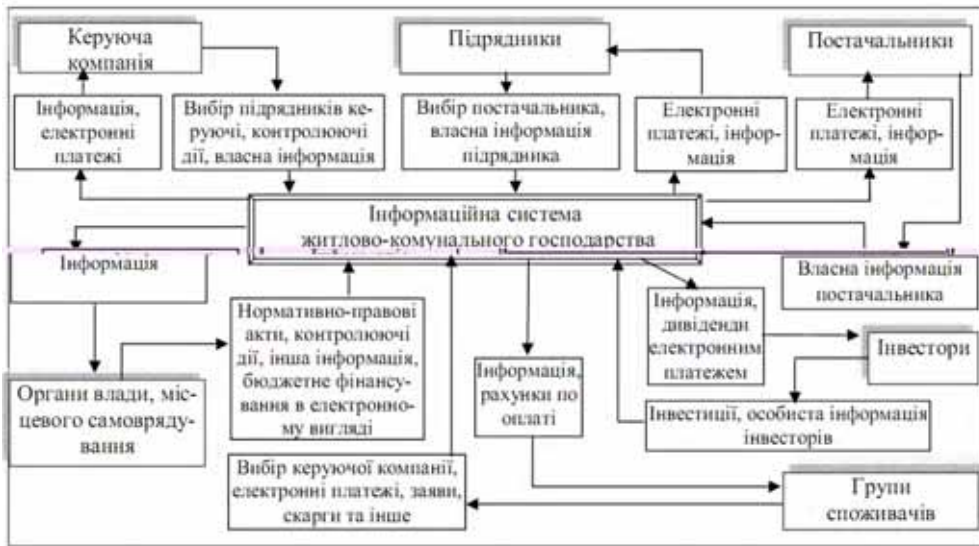 Керуюча
компанія
Підрядники
Постачальники
Інформація,
електронні
платежі
Вибір підрядників ке-
руючі, контролюючі
дії, власна інформація
Вибір постачальника,
власна інформація
підрядника
Електронні
платежі, інфор-
мація
Електронні
платежі, інфор-
мація
Інформаційна система
житлово-комунального господарства
Інформація
Власна інформація
постачальника
Нормативно-правові
акти, контролюючі
дії, інша інформація,
бюджетне фінансу-
вання в електронно-
му вигляді
Інформація,
дивіденди
електронним
платежем
Інвестори
Інформація,
рахунки по
оплаті
Органи влади, міс-
цевого самовряду-
вання
Інвестиції, особиста інформація
інвесторів
Вибір керуючої компанії,
електронні платежі, заяви,
скарги та інше
Групи
споживачів